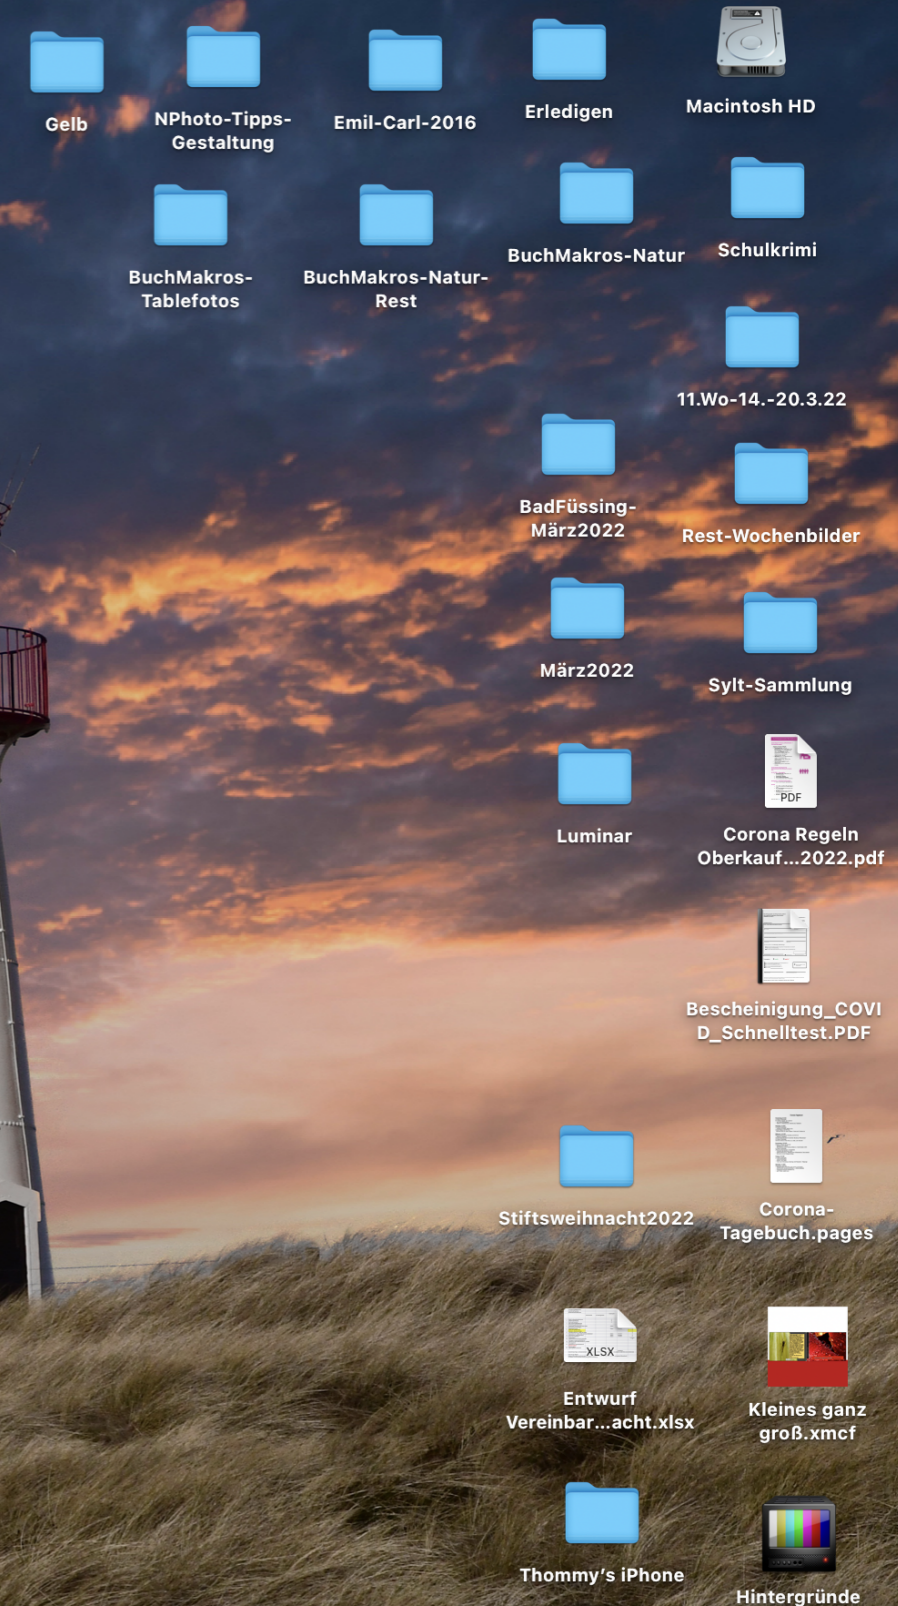 Gelb
NPhoto-Tipps-
Gestaltung
Emil-Carl-2016
Erledigen
Macintosh HD
BuchMakros-
Tablefotos
BuchMakros-Natur-
Rest
BuchMakros-Natur
Schulkrimi
11.Wo-14.-20.3.22
BadFüssing-
März2022
Rest-Wochenbilder
März2022
Sylt-Sammlung
Luminar
PDF
Corona Regeln
Oberkauf...2022.pdf
Bescheinigung_COVI
D_Schnelltest.PDF
Stiftsweihnacht2022
Corona-
Tagebuch.pages
XLSX
Entwurf
Vereinbar...acht.xlsx
Kleines ganz
groß.xmcf
Thommy’s iPhone
Hintergründe